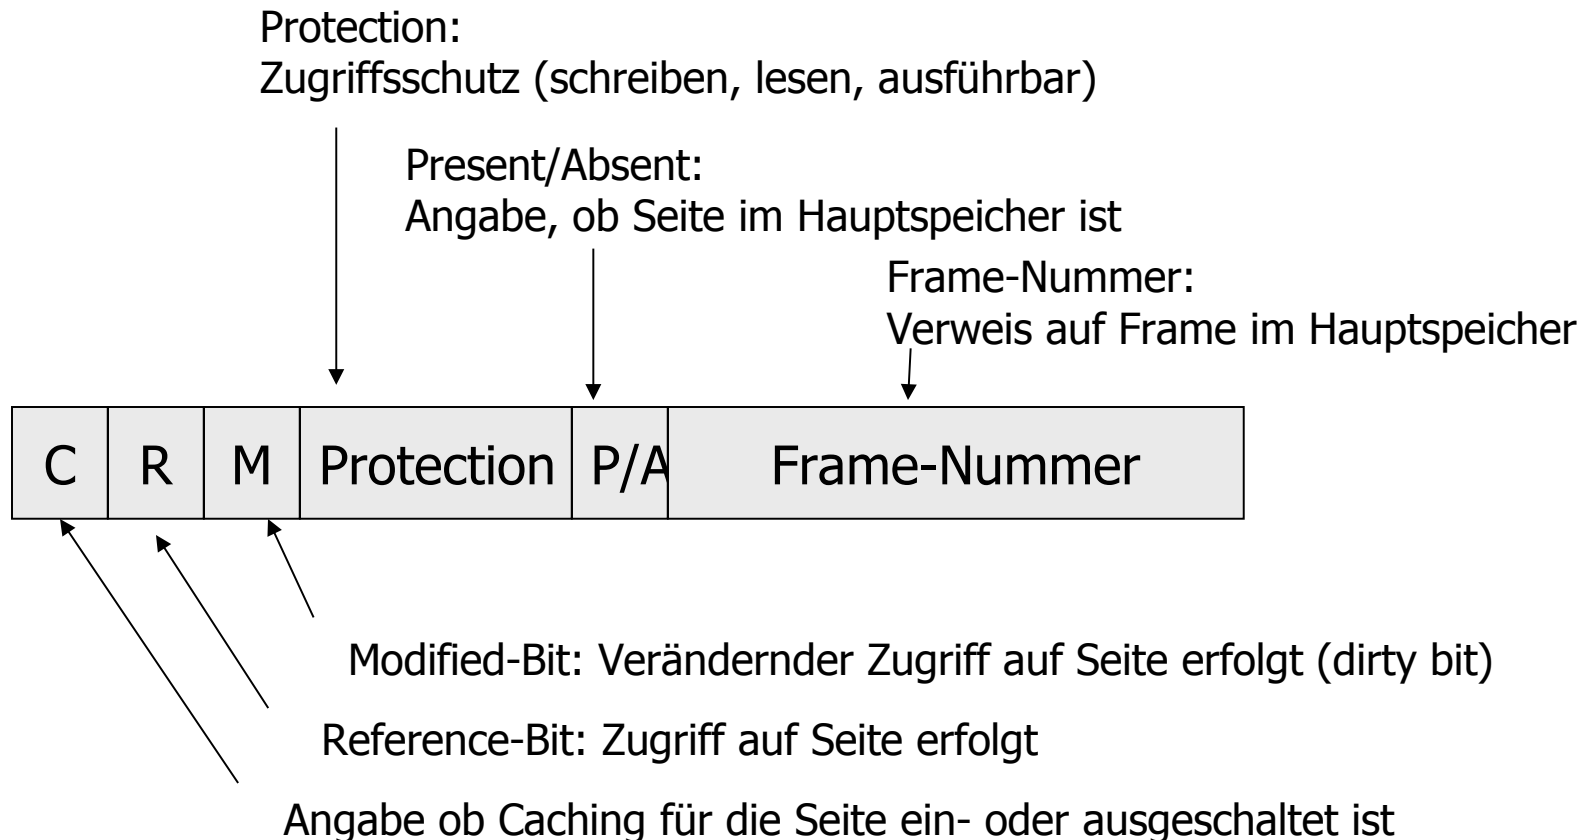 Protection:
Zugriffsschutz (schreiben, lesen, ausführbar)
Present/Absent:
Angabe, ob Seite im Hauptspeicher ist
Frame-Nummer:
Verweis auf Frame im Hauptspeicher
C R M Protection P/A Frame-Nummer
Modified-Bit: Verändernder Zugriff auf Seite erfolgt (dirty bit)
Reference-Bit: Zugriff auf Seite erfolgt
Angabe ob Caching für die Seite ein- oder ausgeschaltet ist